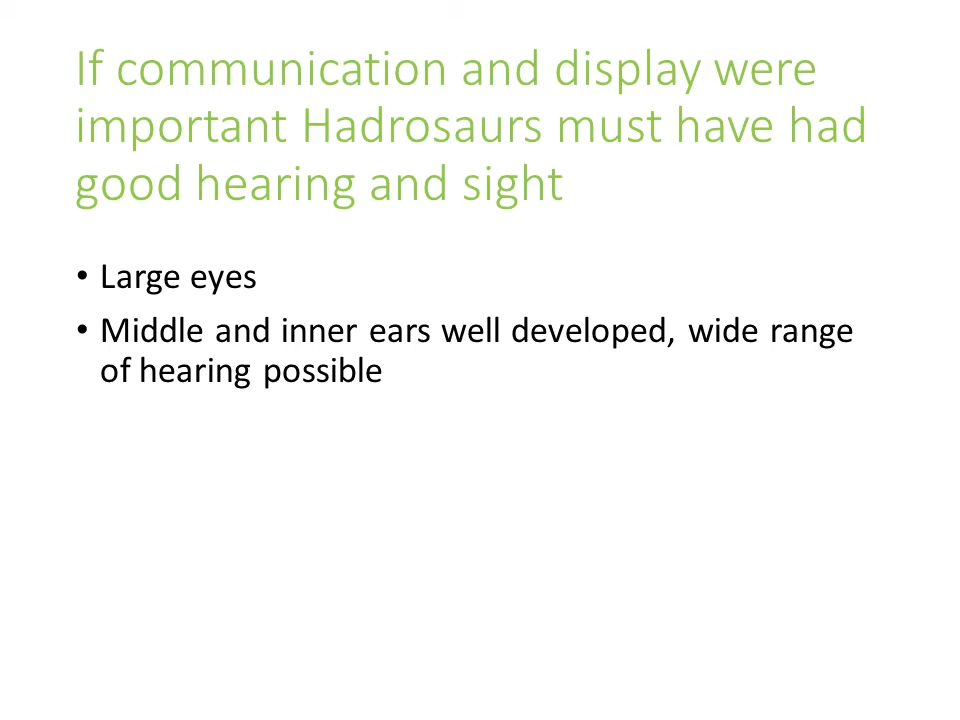 If communication and display were
important Hadrosaurs must have had
good hearing and sight
• Large eyes
• Middle and inner ears well developed, wide range
of hearing possible